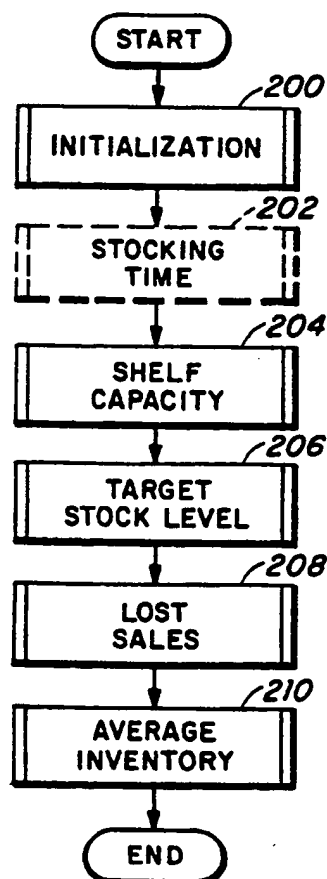 START
200
INITIALIZATION
202
STOCKING
TIME
204
SHELF
CAPACITY
206
TARGET
STOCK LEVEL
208
LOST
SALES
210
AVERAGE
INVENTORY
END